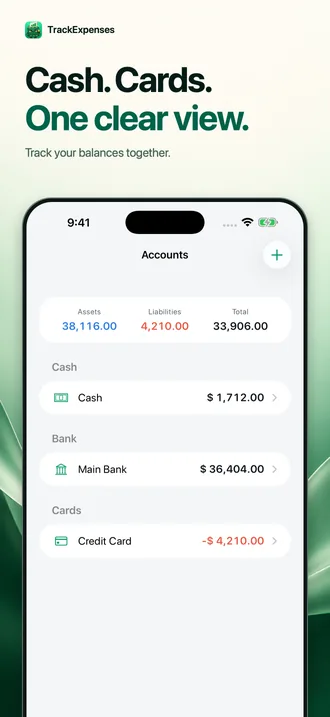 TrackExpenses
Cash. Cards.
One clear view.
Track your balances together.
9:41
Accounts
Assets Liabilities Total
38,116.00 4,210.00 33,906.00
Cash
Cash $ 1,712.00
Bank
Main Bank $ 36,404.00
Cards
Credit Card -$ 4,210.00